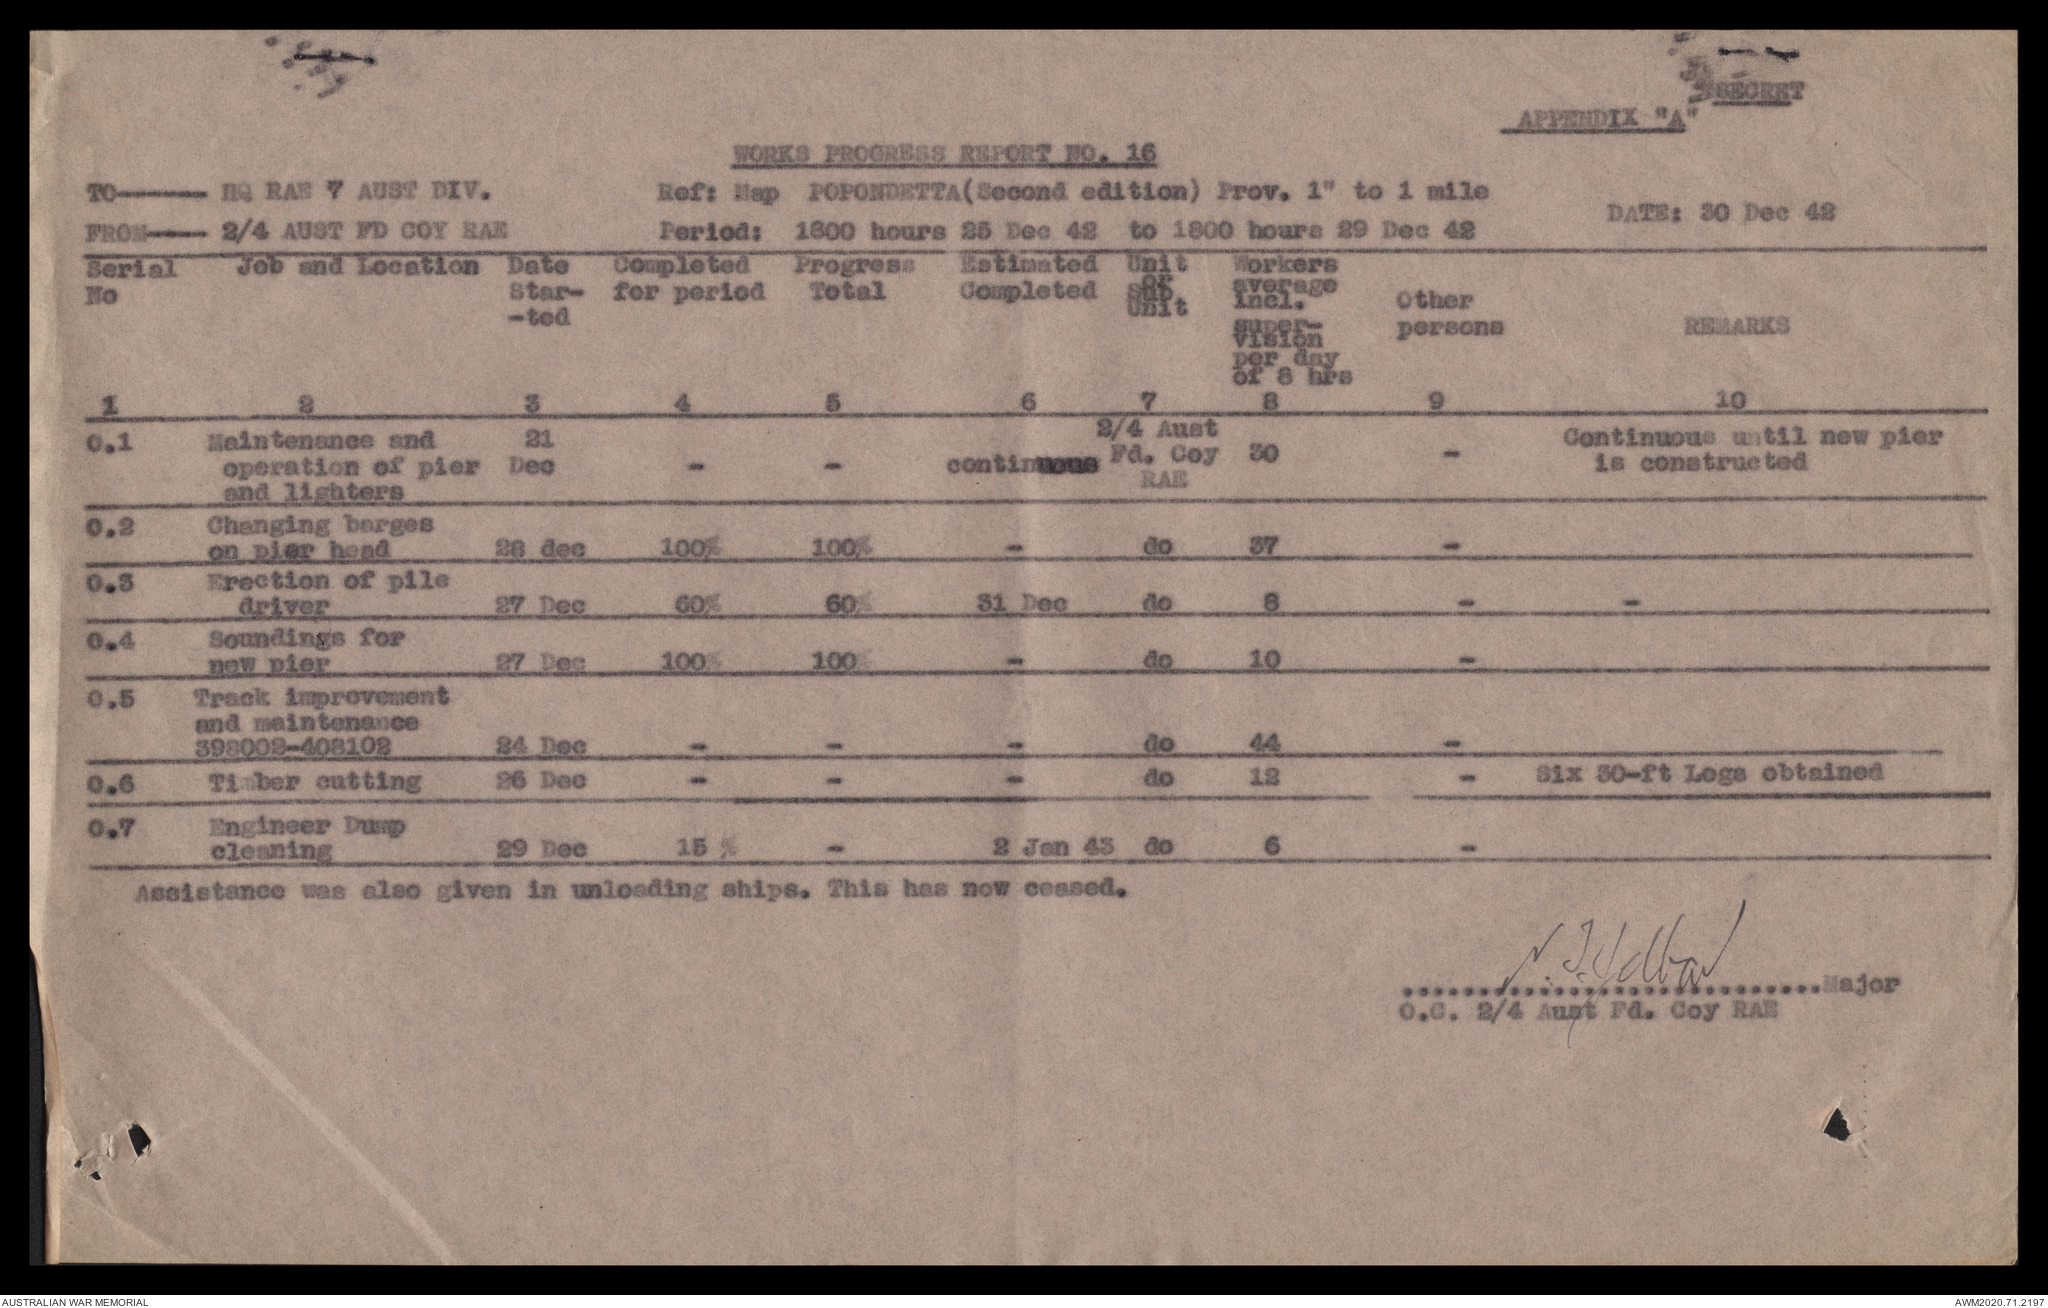 SECRET
APPENDIX "A"
WORKS PROGRESS REPORT NO. 16
TO—— HQ RAE 7 AUST DIV. Ref: Map POPONDETTA(Second edition) Prov. 1" to 1 mile
DATE: 30 Dec 42
FROM—— 2/4 AUST FD COY RAE Period: 1800 hours 25 Dec 42 to 1800 hours 29 Dec 42
Serial Job and Location Date Completed Progress Estimated Unit Workers
No Star- for period Total Completed or average
-ted Sub incl. Other
Unit super- persons REMARKS
vision
per day
of 8 hrs
1 2 3 4 5 6 7 8 9 10
0.1 Maintenance and 21 2/4 Aust Continuous until new pier
operation of pier Dec - - continuous Fd. Coy 30 - is constructed
and lighters RAE
0.2 Changing barges
on pier head 28 dec 100% 100% - do 37 -
0.3 Erection of pile
driver 27 Dec 60% 60% 31 Dec do 8 - -
0.4 Soundings for
new pier 27 Dec 100% 100% - do 10 -
0.5 Track improvement
and maintenance
398002-408102 24 Dec - - - do 44 -
0.6 Timber cutting 26 Dec - - - do 12 - Six 30-ft Logs obtained
0.7 Engineer Dump
cleaning 29 Dec 15 % - 2 Jan 43 do 6 -
Assistance was also given in unloading ships. This has now ceased.
..............................Major
O.C. 2/4 Aust Fd. Coy RAE
AUSTRALIAN WAR MEMORIAL
AWM2020.71.2197